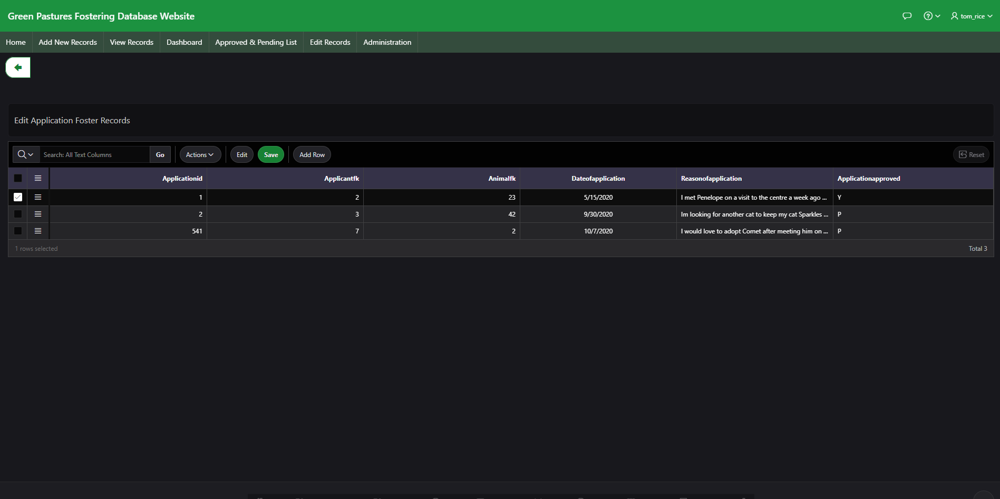 Green Pastures Fostering Database Website
tom_rice
Home Add New Records View Records Dashboard Approved & Pending List Edit Records Administration
Edit Application Foster Records
Search: All Text Columns Go Actions Edit Save Add Row Reset
Applicationid Applicantfk Animalfk Dateofapplication Reasonofapplication Applicationapproved
1 2 23 5/15/2020 I met Penelope on a visit to the centre a week ago ... Y
2 3 42 9/30/2020 Im looking for another cat to keep my cat Sparkles ... P
541 7 2 10/7/2020 I would love to adopt Comet after meeting him on ... P
1 rows selected Total 3